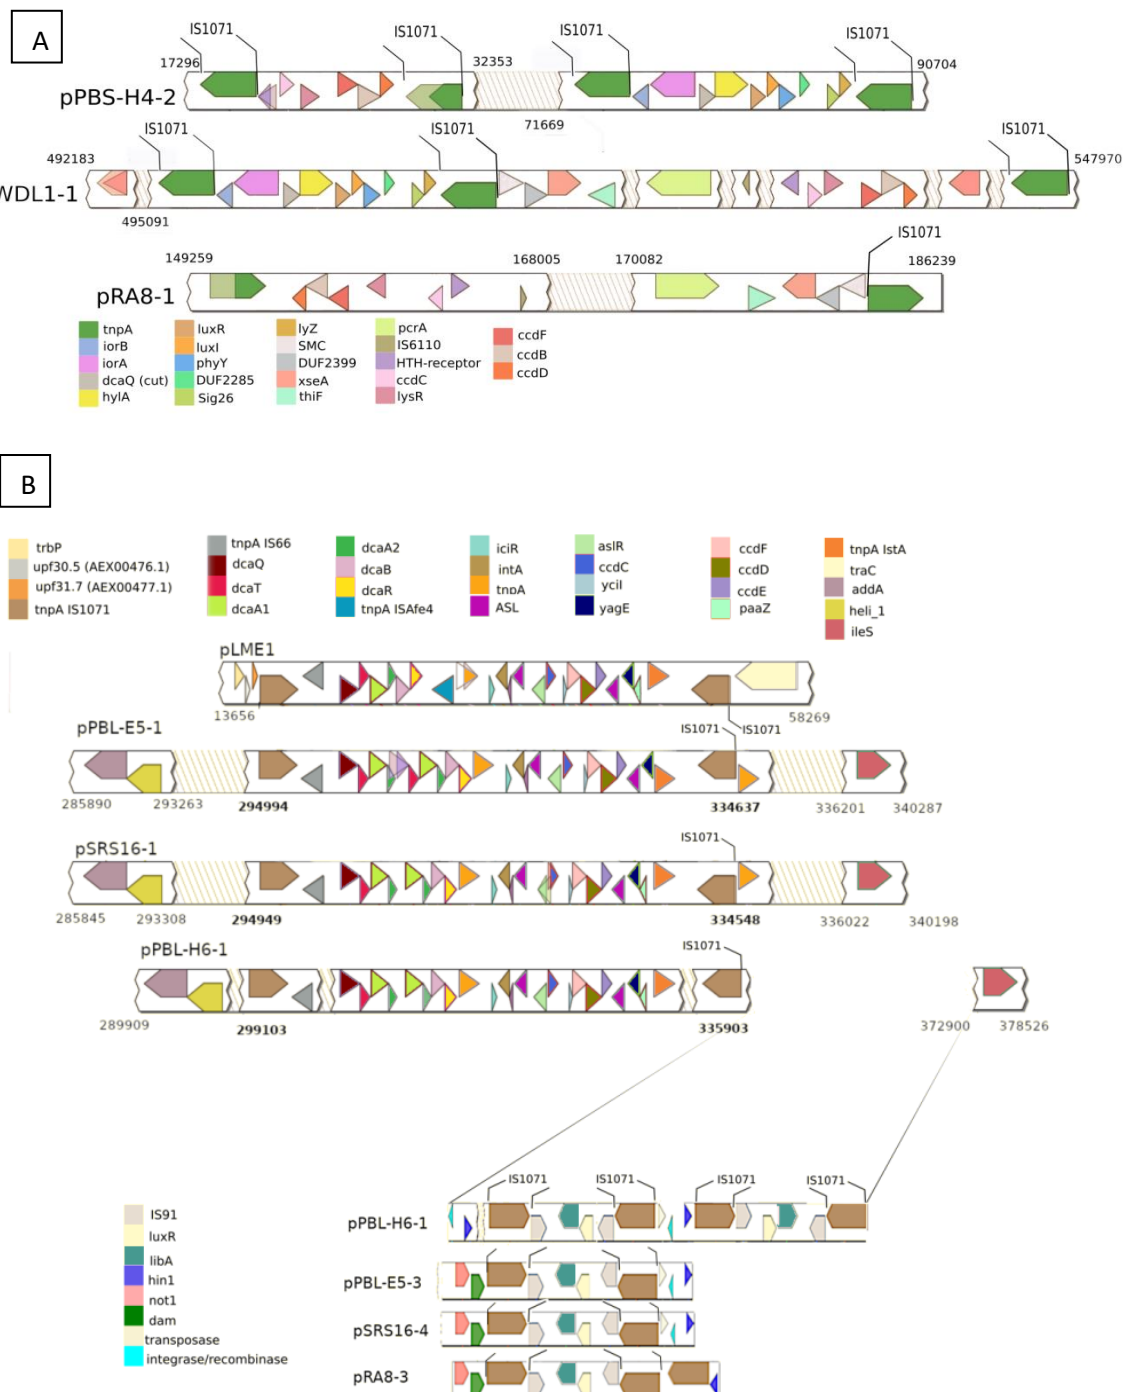 A
IS1071
IS1071
IS1071
IS1071
17296
32353
90704
pPBS-H4-2
71669
IS1071
IS1071
IS1071
492183
547970
WDL1-1
495091
IS1071
149259
168005
170082
186239
pRA8-1
tnpA
luxR
lyZ
pcrA
ccdF
iorB
luxI
SMC
IS6110
ccdB
iorA
phyY
DUF2399
HTH-receptor
ccdD
dcaQ (cut)
DUF2285
xseA
ccdC
hylA
Sig26
thiF
lysR
B
trbP
tnpA IS66
dcaA2
iciR
aslR
ccdF
tnpA IstA
upf30.5 (AEX00476.1)
dcaQ
dcaB
intA
ccdC
ccdD
traC
upf31.7 (AEX00477.1)
dcaT
dcaR
tnpA
ycil
ccdE
addA
tnpA IS1071
dcaA1
tnpA ISAfe4
ASL
yagE
paaZ
heli_1
ileS
pLME1
13656
58269
pPBL-E5-1
IS1071
IS1071
285890
293263
294994
334637
336201
340287
pSRS16-1
IS1071
285845
293308
294949
334548
336022
340198
pPBL-H6-1
IS1071
289909
299103
335903
372900
378526
IS1071
IS1071
IS1071
IS1071
IS91
luxR
libA
hin1
not1
dam
transposase
integrase/recombinase
pPBL-H6-1
pPBL-E5-3
pSRS16-4
pRA8-3